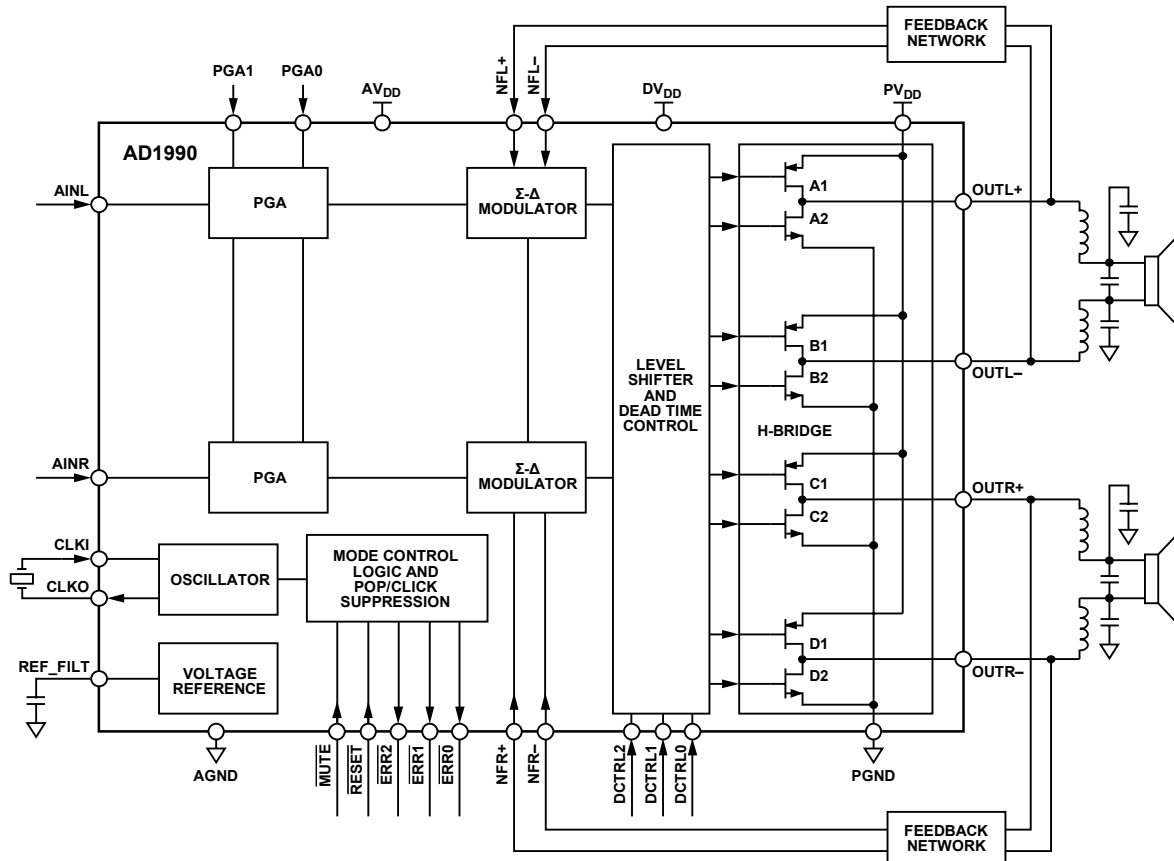 FEEDBACK
NETWORK
PGA1
PGA0
AVDD
NFL+
NFL–
DVDD
PVDD
AD1990
AINL
PGA
Σ-Δ
MODULATOR
A1
A2
OUTL+
B1
B2
OUTL–
LEVEL
SHIFTER
AND
DEAD TIME
CONTROL
H-BRIDGE
AINR
PGA
Σ-Δ
MODULATOR
C1
C2
OUTR+
CLKI
CLKO
OSCILLATOR
MODE CONTROL
LOGIC AND
POP/CLICK
SUPPRESSION
D1
D2
OUTR–
REF_FILT
VOLTAGE
REFERENCE
AGND
MUTE
RESET
ERR2
ERR1
ERR0
NFR+
NFR–
DCTRL2
DCTRL1
DCTRL0
PGND
FEEDBACK
NETWORK